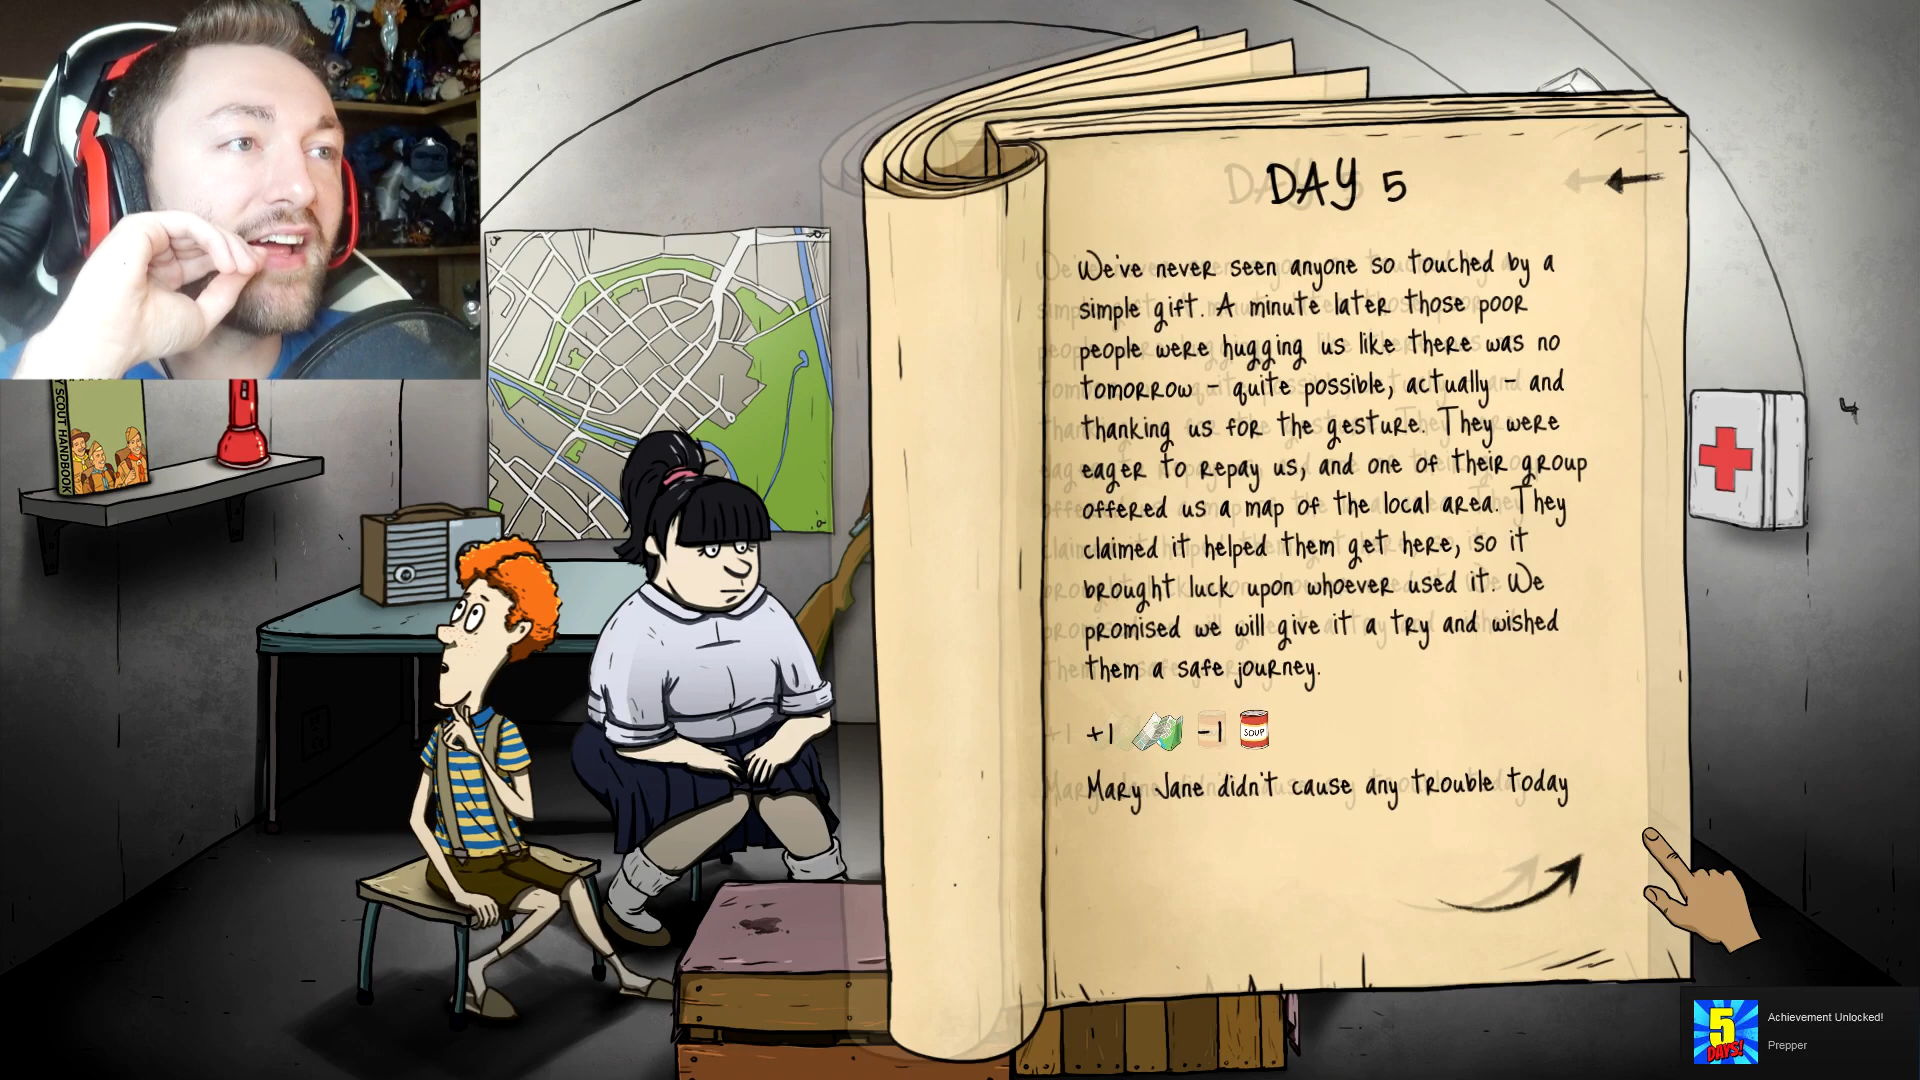 DAY 5
We've never seen anyone so touched by a
simple gift. A minute later those poor
people were hugging us like there was no
tomorrow - quite possible, actually - and
thanking us for the gesture. They were
eager to repay us, and one of their group
offered us a map of the local area. They
claimed it helped them get here, so it
brought luck upon whoever used it. We
promised we will give it a try and wished
them a safe journey.
+1 -1 SOUP
Mary Jane didn't cause any trouble today
SCOUT HANDBOOK
5 DAYS!
Achievement Unlocked!
Prepper